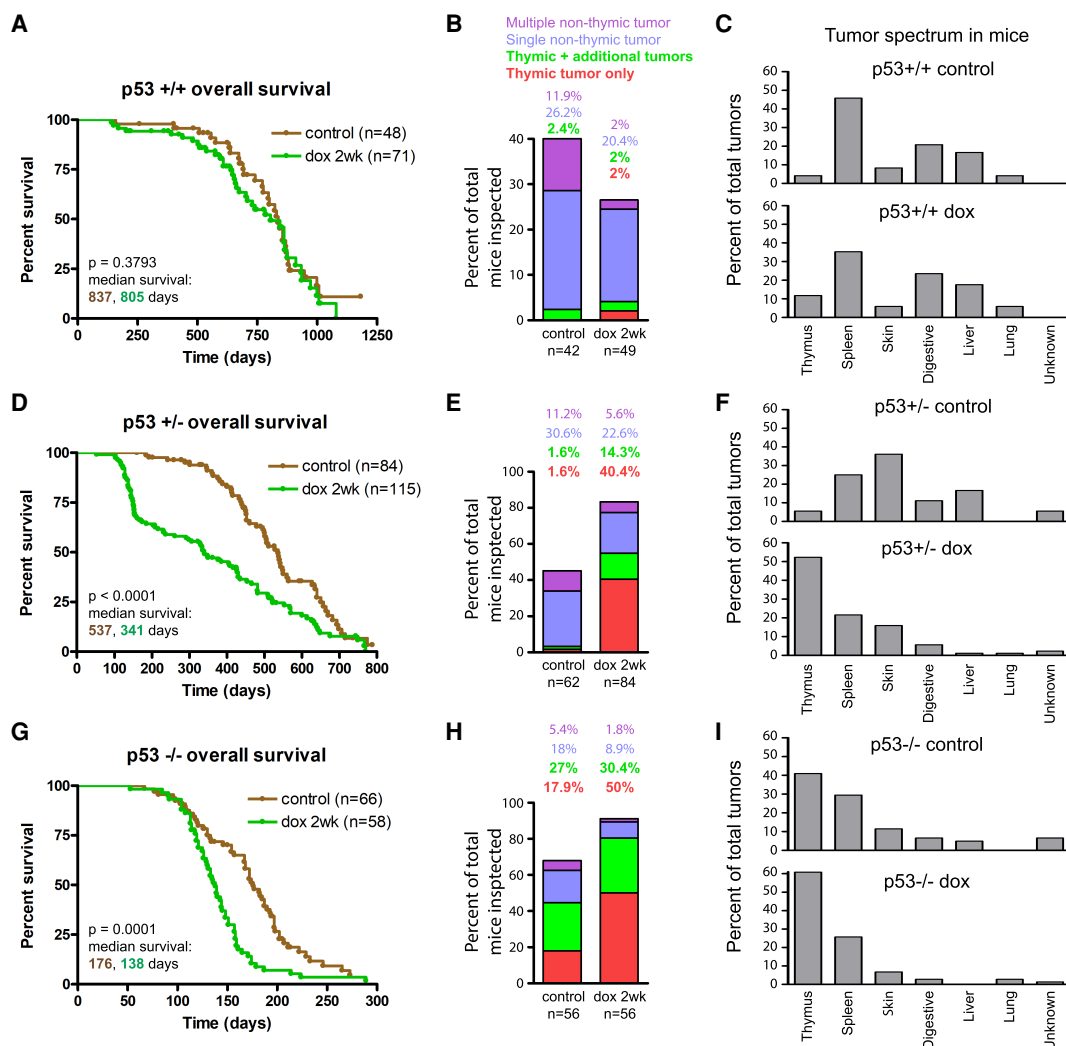 A
p53 +/+ overall survival
Percent survival
100
75
50
25
0
control (n=48)
dox 2wk (n=71)
p = 0.3793
median survival:
837, 805 days
0 250 500 750 1000 1250
Time (days)
B
Multiple non-thymic tumor
Single non-thymic tumor
Thymic + additional tumors
Thymic tumor only
11.9% 2%
26.2% 20.4%
2.4% 2%
2%
Percent of total
mice inspected
40
30
20
10
0
control dox 2wk
n=42 n=49
C
Tumor spectrum in mice
p53+/+ control
Percent of total tumors
60
50
40
30
20
10
0
p53+/+ dox
60
50
40
30
20
10
0
Thymus Spleen Skin Digestive Liver Lung Unknown
D
p53 +/- overall survival
Percent survival
100
75
50
25
0
control (n=84)
dox 2wk (n=115)
p < 0.0001
median survival:
537, 341 days
0 100 200 300 400 500 600 700 800
Time (days)
E
11.2% 5.6%
30.6% 22.6%
1.6% 14.3%
1.6% 40.4%
Percent of total
mice insptected
100
80
60
40
20
0
control dox 2wk
n=62 n=84
F
p53+/- control
Percent of total tumors
60
50
40
30
20
10
0
p53+/- dox
60
50
40
30
20
10
0
Thymus Spleen Skin Digestive Liver Lung Unknown
G
p53 -/- overall survival
Percent survival
100
75
50
25
0
control (n=66)
dox 2wk (n=58)
p = 0.0001
median survival:
176, 138 days
0 50 100 150 200 250 300
Time (days)
H
5.4% 1.8%
18% 8.9%
27% 30.4%
17.9% 50%
Percent of total
mice insptected
100
80
60
40
20
0
control dox 2wk
n=56 n=56
I
p53-/- control
Percent of total tumors
60
50
40
30
20
10
0
p53-/- dox
60
50
40
30
20
10
0
Thymus Spleen Skin Digestive Liver Lung Unknown